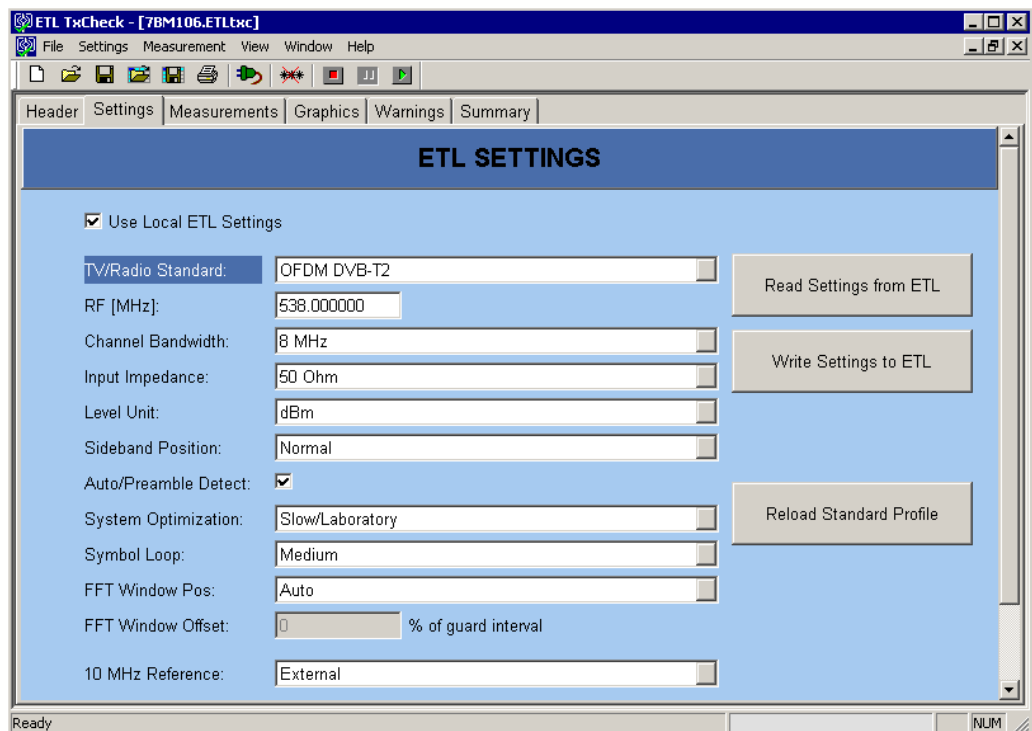 ETL TxCheck - [7BM106.ETLtxc]
File Settings Measurement View Window Help
Header Settings Measurements Graphics Warnings Summary
ETL SETTINGS
Use Local ETL Settings
TV/Radio Standard: OFDM DVB-T2
Read Settings from ETL
RF [MHz]: 538.000000
Channel Bandwidth: 8 MHz
Write Settings to ETL
Input Impedance: 50 Ohm
Level Unit: dBm
Sideband Position: Normal
Auto/Preamble Detect:
System Optimization: Slow/Laboratory
Reload Standard Profile
Symbol Loop: Medium
FFT Window Pos: Auto
FFT Window Offset: 0 % of guard interval
10 MHz Reference: External
Ready NUM